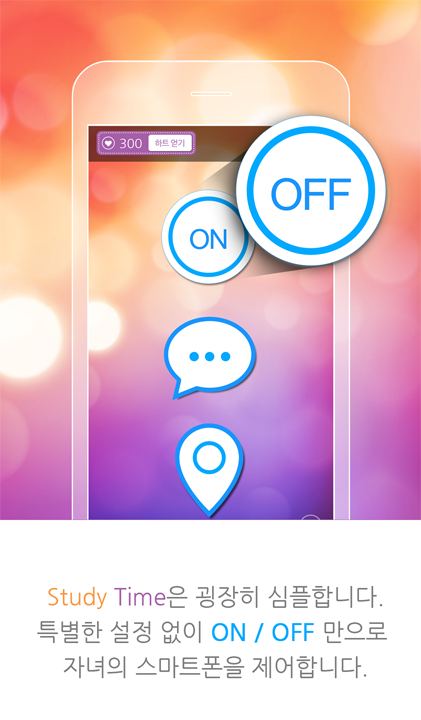 300 하트 얻기
OFF
ON
Study Time은 굉장히 심플합니다.
특별한 설정 없이 ON / OFF 만으로
자녀의 스마트폰을 제어합니다.